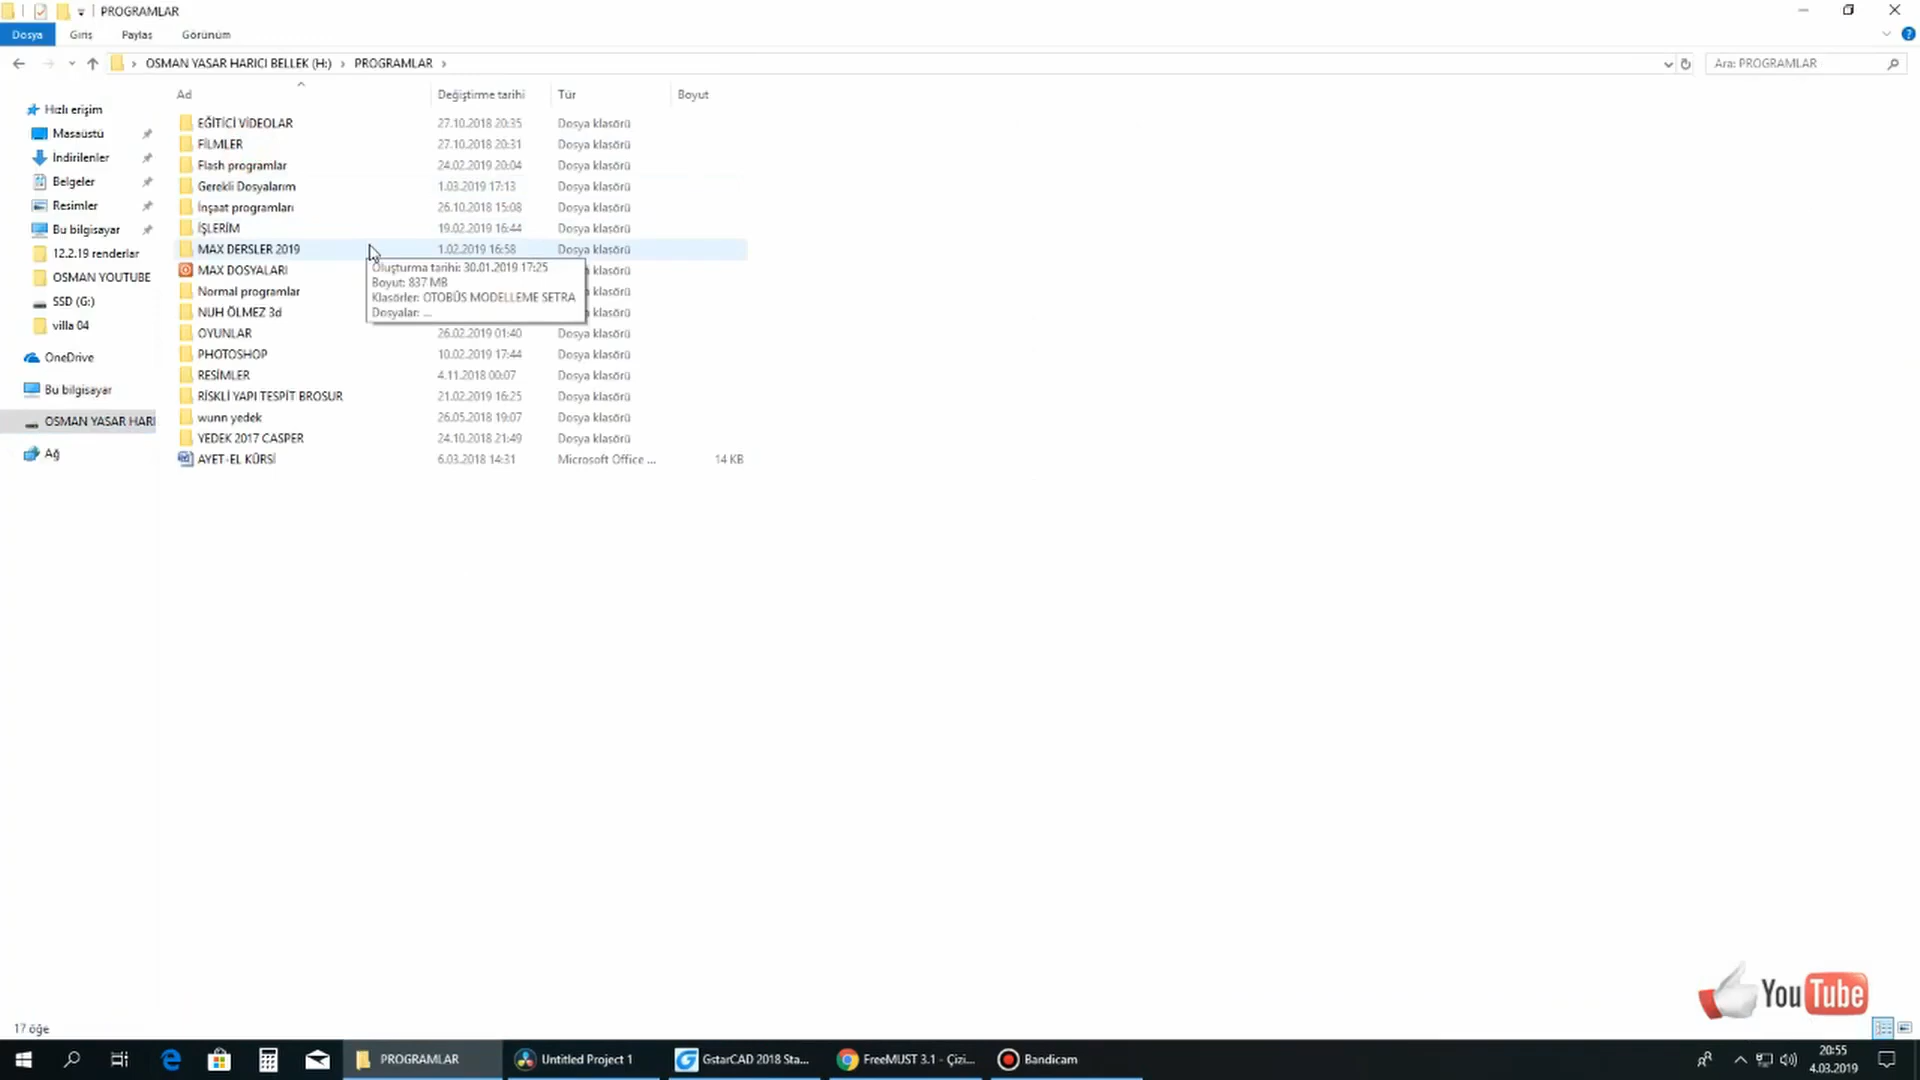 PROGRAMLAR
Dosya Giriş Paylaş Görünüm
OSMAN YASAR HARICI BELLEK (H:) PROGRAMLAR Ara: PROGRAMLAR
Ad Değiştirme tarihi Tür Boyut
Hızlı erişim
Masaüstü
İndirilenler
Belgeler
Resimler
Bu bilgisayar
12.2.19 renderlar
OSMAN YOUTUBE
SSD (G:)
villa 04
OneDrive
Bu bilgisayar
OSMAN YASAR HARI
Ağ
EĞİTİCİ VİDEOLAR 27.10.2018 20:35 Dosya klasörü
FİLMLER 27.10.2018 20:31 Dosya klasörü
Flash programlar 24.02.2019 20:04 Dosya klasörü
Gerekli Dosyalarım 1.03.2019 17:13 Dosya klasörü
İnşaat programları 26.10.2018 15:08 Dosya klasörü
İŞLERİM 19.02.2019 16:44 Dosya klasörü
MAX DERSLER 2019 1.02.2019 16:58 Dosya klasörü
MAX DOSYALARI
Normal programlar
NUH ÖLMEZ 3d
Oluşturma tarihi: 30.01.2019 17:25
Boyut: 837 MB
Klasörler: OTOBÜS MODELLEME SETRA
Dosyalar: ...
OYUNLAR 26.02.2019 01:40 Dosya klasörü
PHOTOSHOP 10.02.2019 17:44 Dosya klasörü
RESİMLER 4.11.2018 00:07 Dosya klasörü
RİSKLİ YAPI TESPİT BROSUR 21.02.2019 16:25 Dosya klasörü
wunn yedek 26.05.2018 19:07 Dosya klasörü
YEDEK 2017 CASPER 24.10.2018 21:49 Dosya klasörü
AYET-EL KÜRSİ 6.03.2018 14:31 Microsoft Office ... 14 KB
You Tube
17 öğe
PROGRAMLAR Untitled Project 1 GstarCAD 2018 Sta... FreeMUST 3.1 - Çizi... Bandicam
20:55
4.03.2019